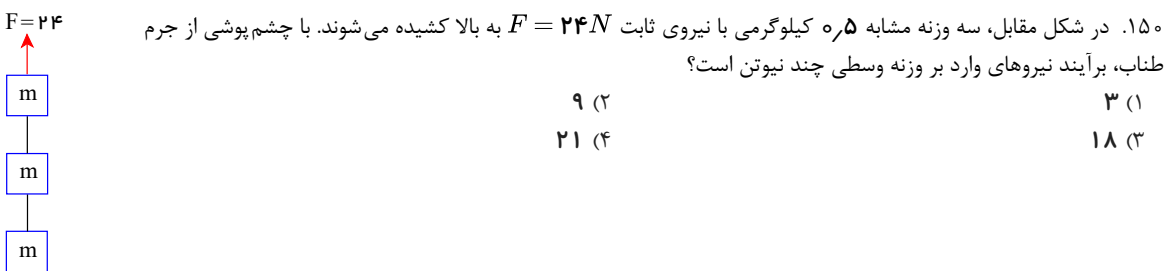 ۱۵۰. در شکل مقابل، سه وزنه مشابه ۰٫۵ کیلوگرمی با نیروی ثابت F = ۲۴N به بالا کشیده می‌شوند. با چشم‌پوشی از جرم
طناب، برآیند نیروهای وارد بر وزنه وسطی چند نیوتن است؟
۱) ۳
۲) ۹
۳) ۱۸
۴) ۲۱
F=۲۴
m
m
m